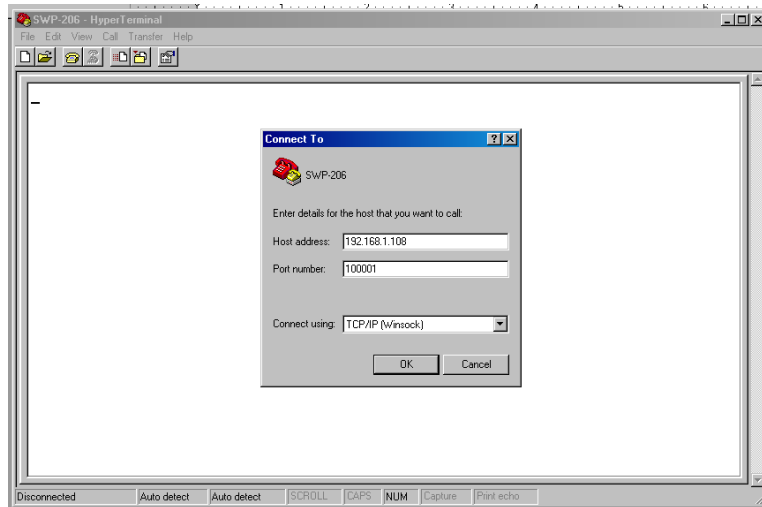 SWP-206 - HyperTerminal
File Edit View Call Transfer Help
Connect To
SWP-206
Enter details for the host that you want to call:
Host address: 192.168.1.108
Port number: 100001
Connect using: TCP/IP (Winsock)
OK Cancel
Disconnected Auto detect Auto detect SCROLL CAPS NUM Capture Print echo